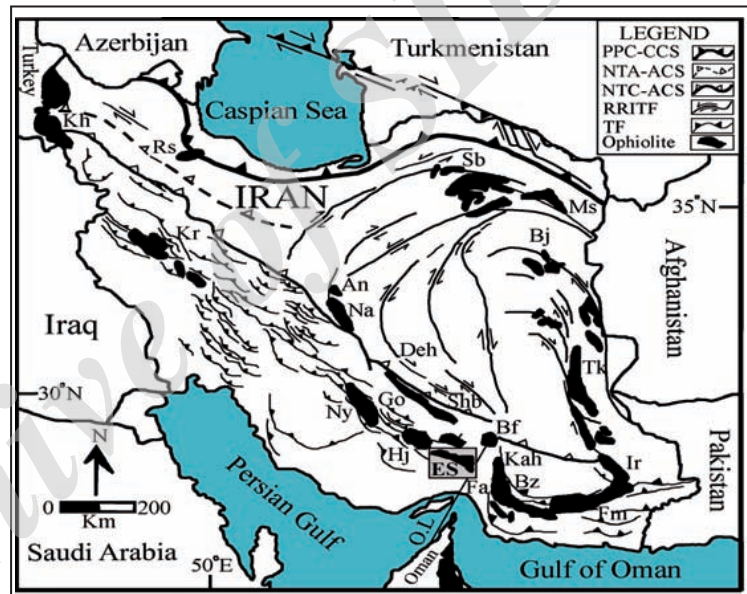 Azerbijan
Turkmenistan
Turkey
Caspian Sea
LEGEND
PPC-CCS
NTA-ACS
NTC-ACS
RRITF
TF
Ophiolite
Kh
Rs
IRAN
Sb
Ms
35°N
Kr
Bj
Afghanistan
An
Na
Iraq
Deh
Tk
30°N
Ny
Go
Shb
Bf
N
Hj
ES
Kah
Ir
Pakistan
Fa
Bz
Fm
0 200
Km
Persian Gulf
O.L
Oman
Saudi Arabia
50°E
Gulf of Oman